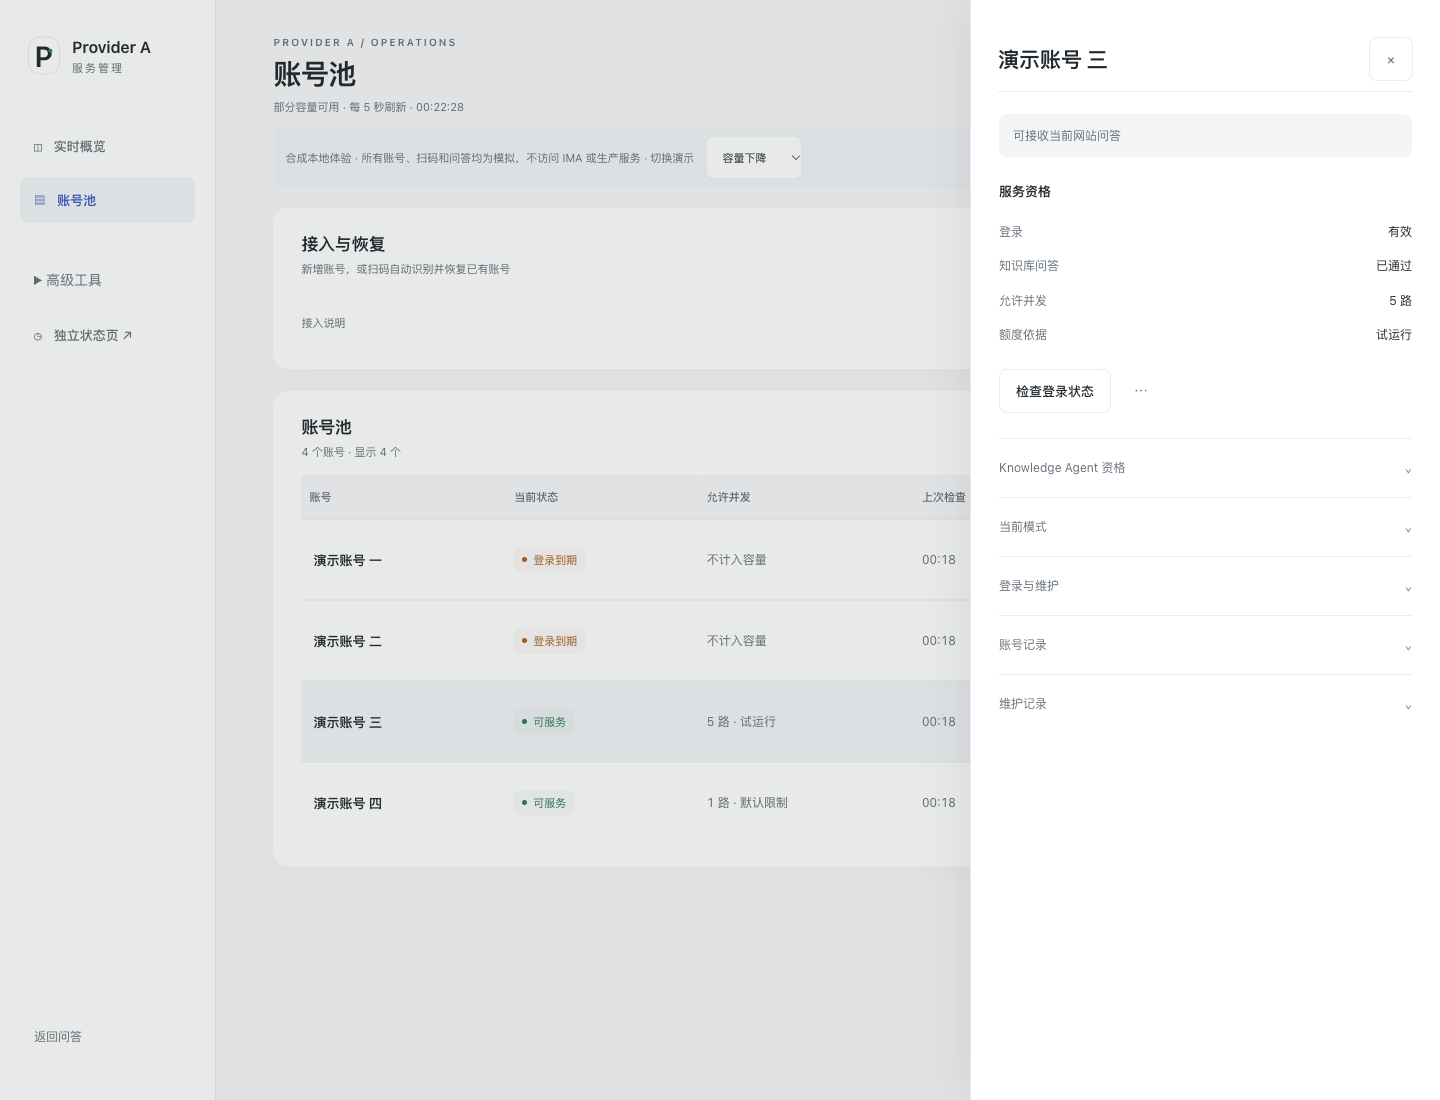 Provider A
服务管理
实时概览
账号池
高级工具
独立状态页 ↗
返回问答
PROVIDER A / OPERATIONS
账号池
部分容量可用 · 每 5 秒刷新 · 00:22:28
合成本地体验 · 所有账号、扫码和问答均为模拟，不访问 IMA 或生产服务 · 切换演示
容量下降
接入与恢复
新增账号，或扫码自动识别并恢复已有账号
接入说明
账号池
4 个账号 · 显示 4 个
账号 当前状态 允许并发 上次检查
演示账号 一 登录到期 不计入容量 00:18
演示账号 二 登录到期 不计入容量 00:18
演示账号 三 可服务 5 路 · 试运行 00:18
演示账号 四 可服务 1 路 · 默认限制 00:18
演示账号 三
×
可接收当前网站问答
服务资格
登录 有效
知识库问答 已通过
允许并发 5 路
额度依据 试运行
检查登录状态 ···
Knowledge Agent 资格
当前模式
登录与维护
账号记录
维护记录